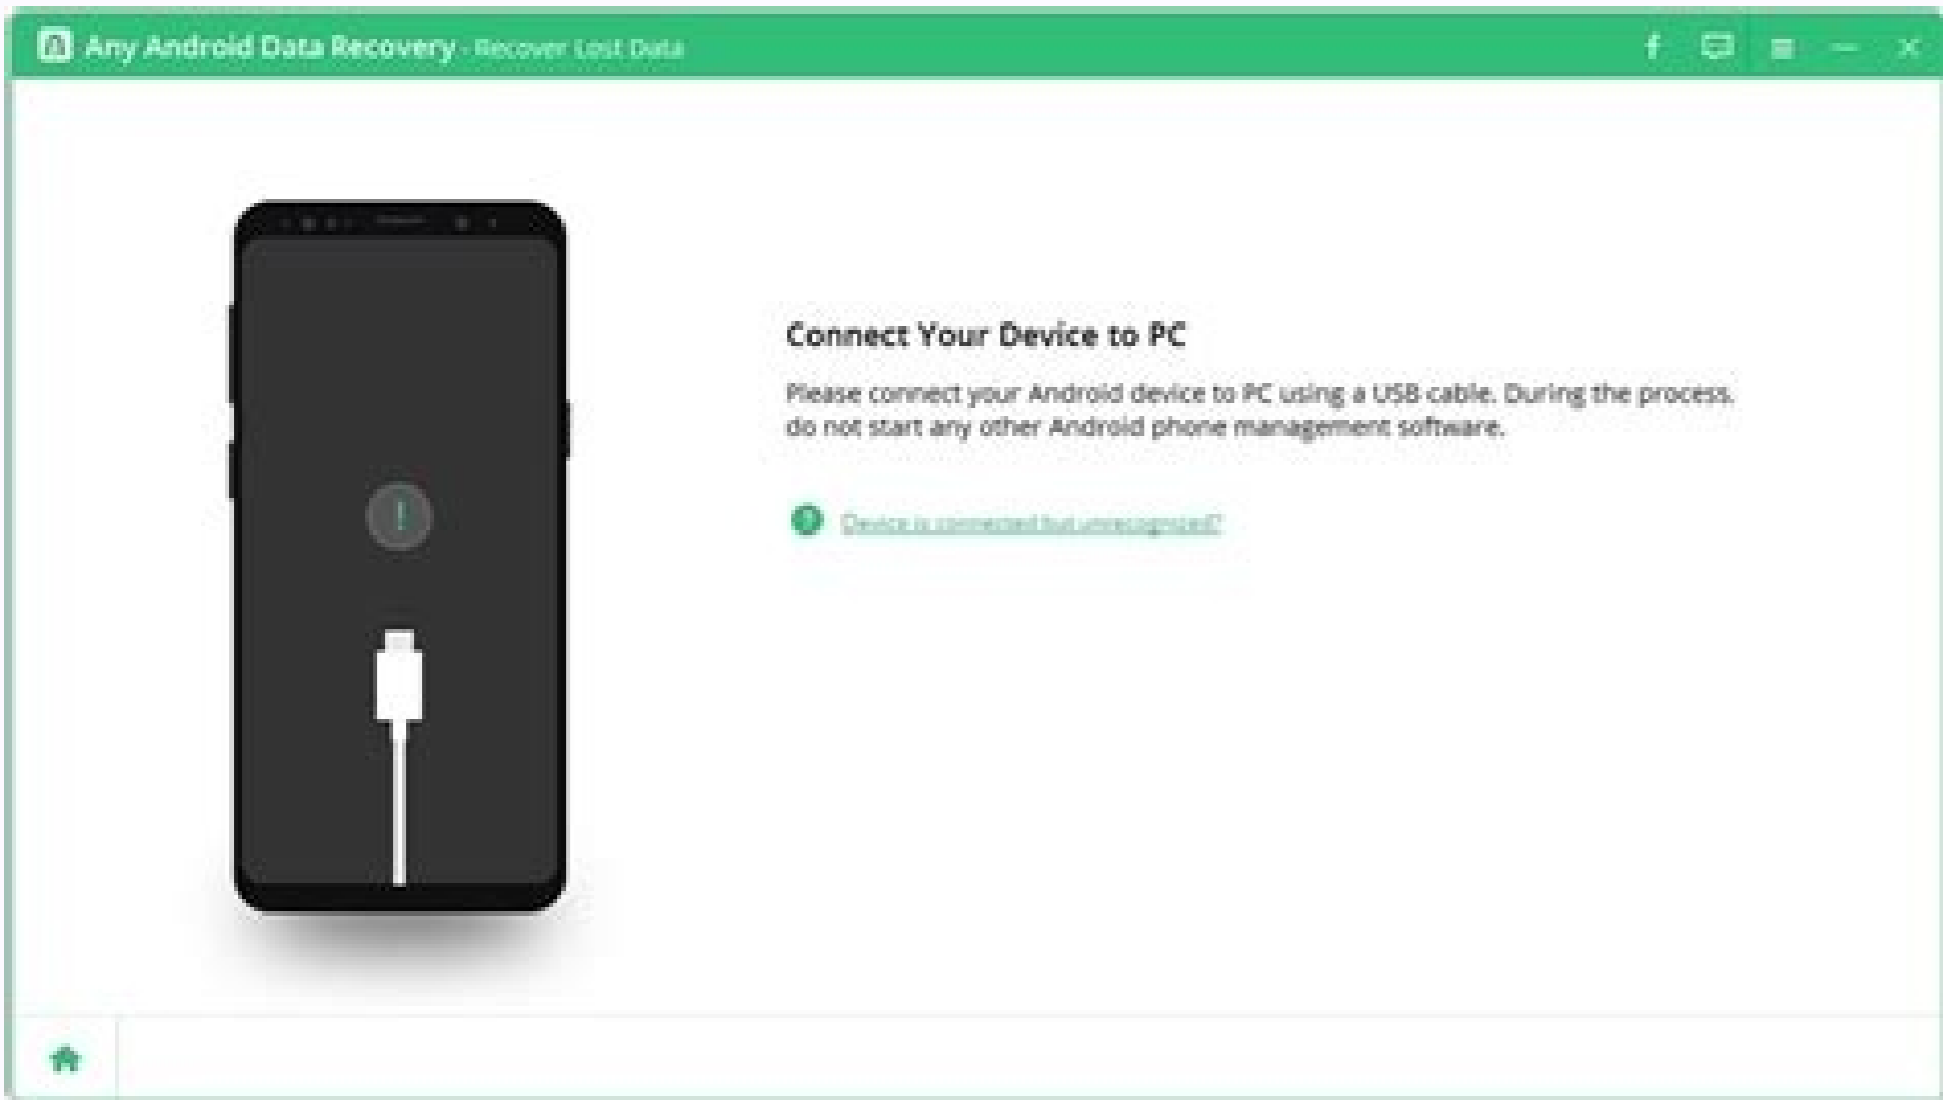 Any Android Data Recovery - Recover Lost Data
Connect Your Device to PC
Please connect your Android device to PC using a USB cable. During the process,
do not start any other Android phone management software.
Device is connected but unrecognized?